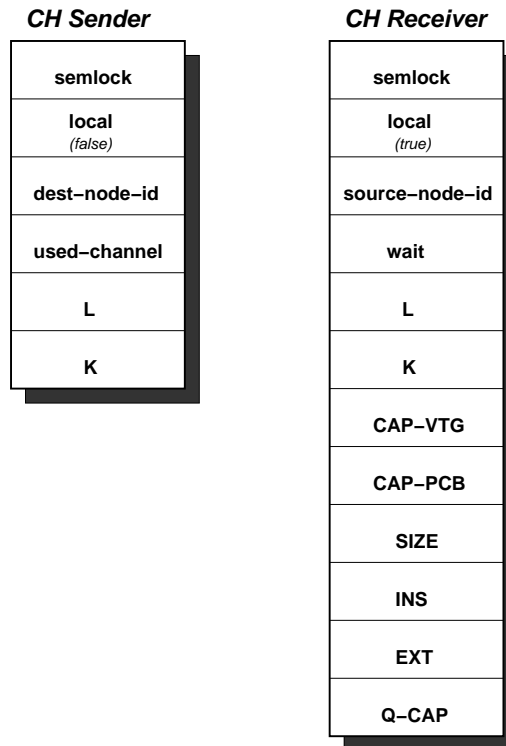 CH Sender
semlock
local
(false)
dest−node−id
used−channel
L
K
CH Receiver
semlock
local
(true)
source−node−id
wait
L
K
CAP−VTG
CAP−PCB
SIZE
INS
EXT
Q−CAP